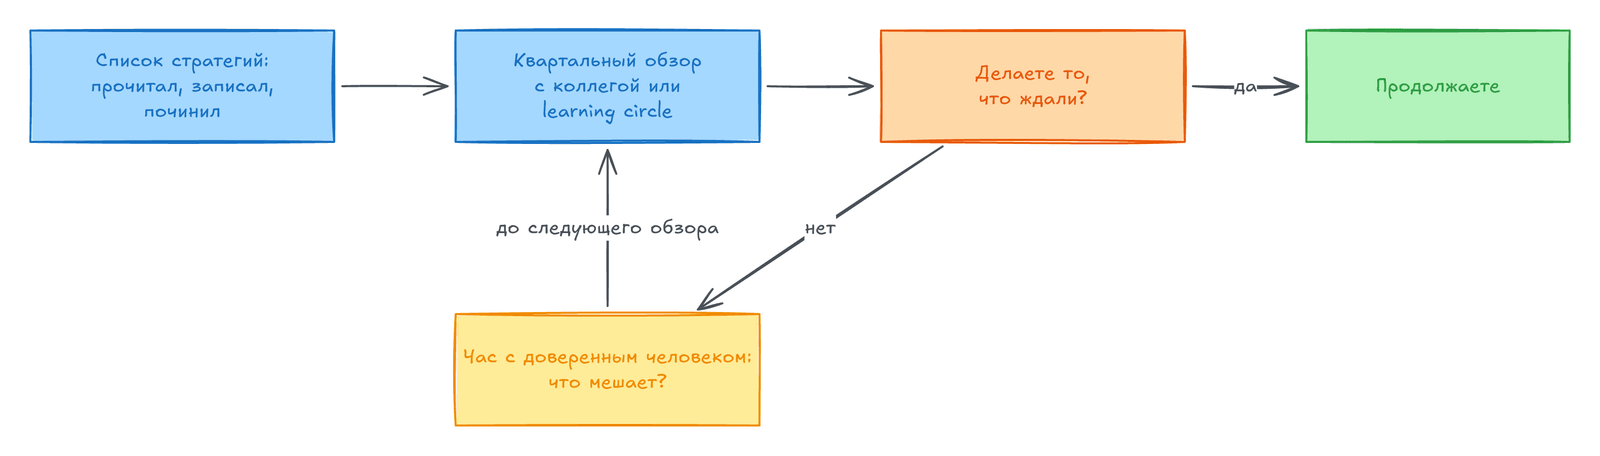 Список стратегий:
прочитал, записал,
починил
Квартальный обзор
с коллегой или
learning circle
Делаете то,
что ждали?
да
Продолжаете
до следующего обзора
нет
Час с доверенным человеком:
что мешает?